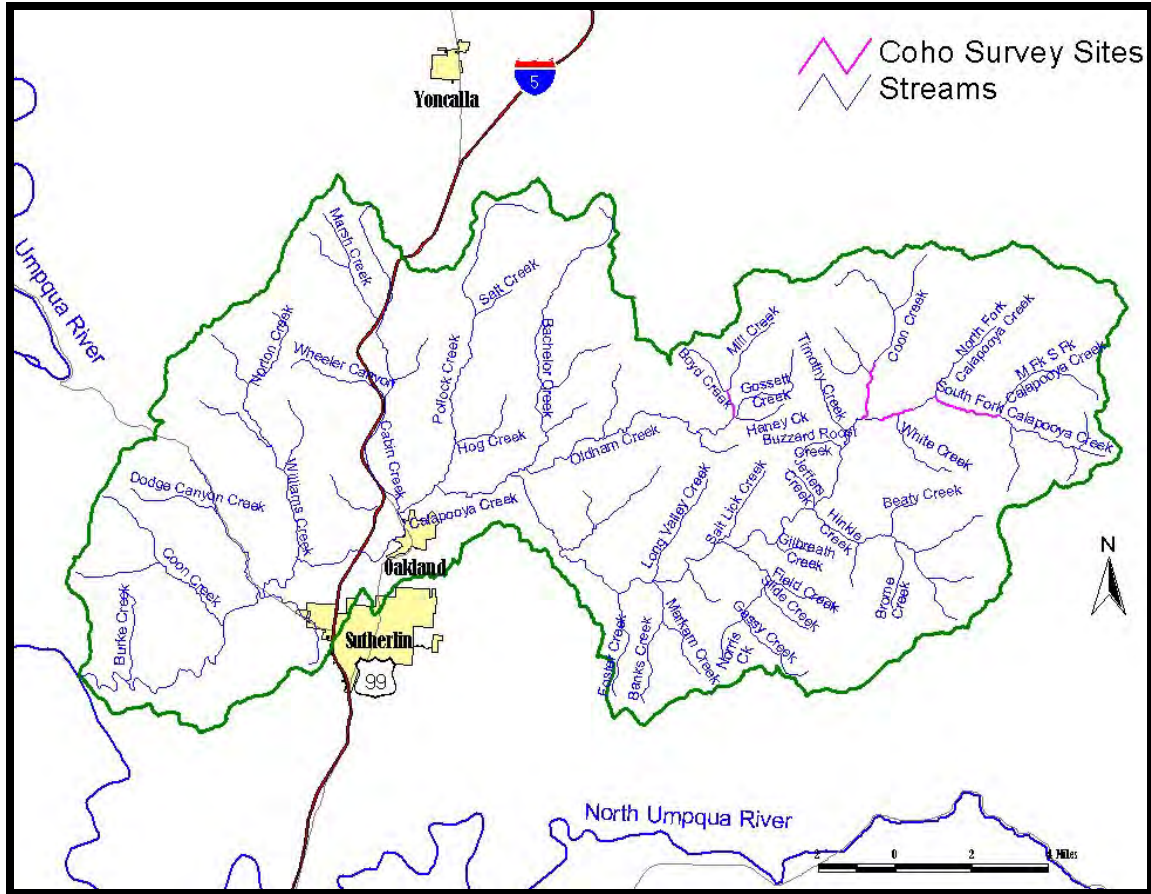 Coho Survey Sites
Streams
5
Yoncalla
Umpqua River
Marsh Creek
Salt Creek
Norton Creek
Wheeler Canyon
Pollock Creek
Bachelor Creek
Boyd Creek
Mill Creek
Gossett
Creek
Timothy Creek
Coon Creek
North Fork
Calapooya Creek
M Fk S Fk
Calapooya Creek
South Fork Calapooya Creek
Haney Ck
Buzzard Roost
Creek
White Creek
Cabin Creek
Hog Creek
Oldham Creek
Jeffers
Creek
Dodge Canyon Creek
Williams Creek
Calapooya Creek
Long Valley Creek
Salt Lick Creek
Hinkle
Creek
Beaty Creek
Gilbreath
Creek
Coon Creek
Oakland
Field Creek
Slide Creek
Brome
Creek
N
Burke Creek
Sutherlin
99
Foster Creek
Banks Creek
Markam Creek
Norris
Ck
Gassy Creek
North Umpqua River
2
0
2
4 Miles